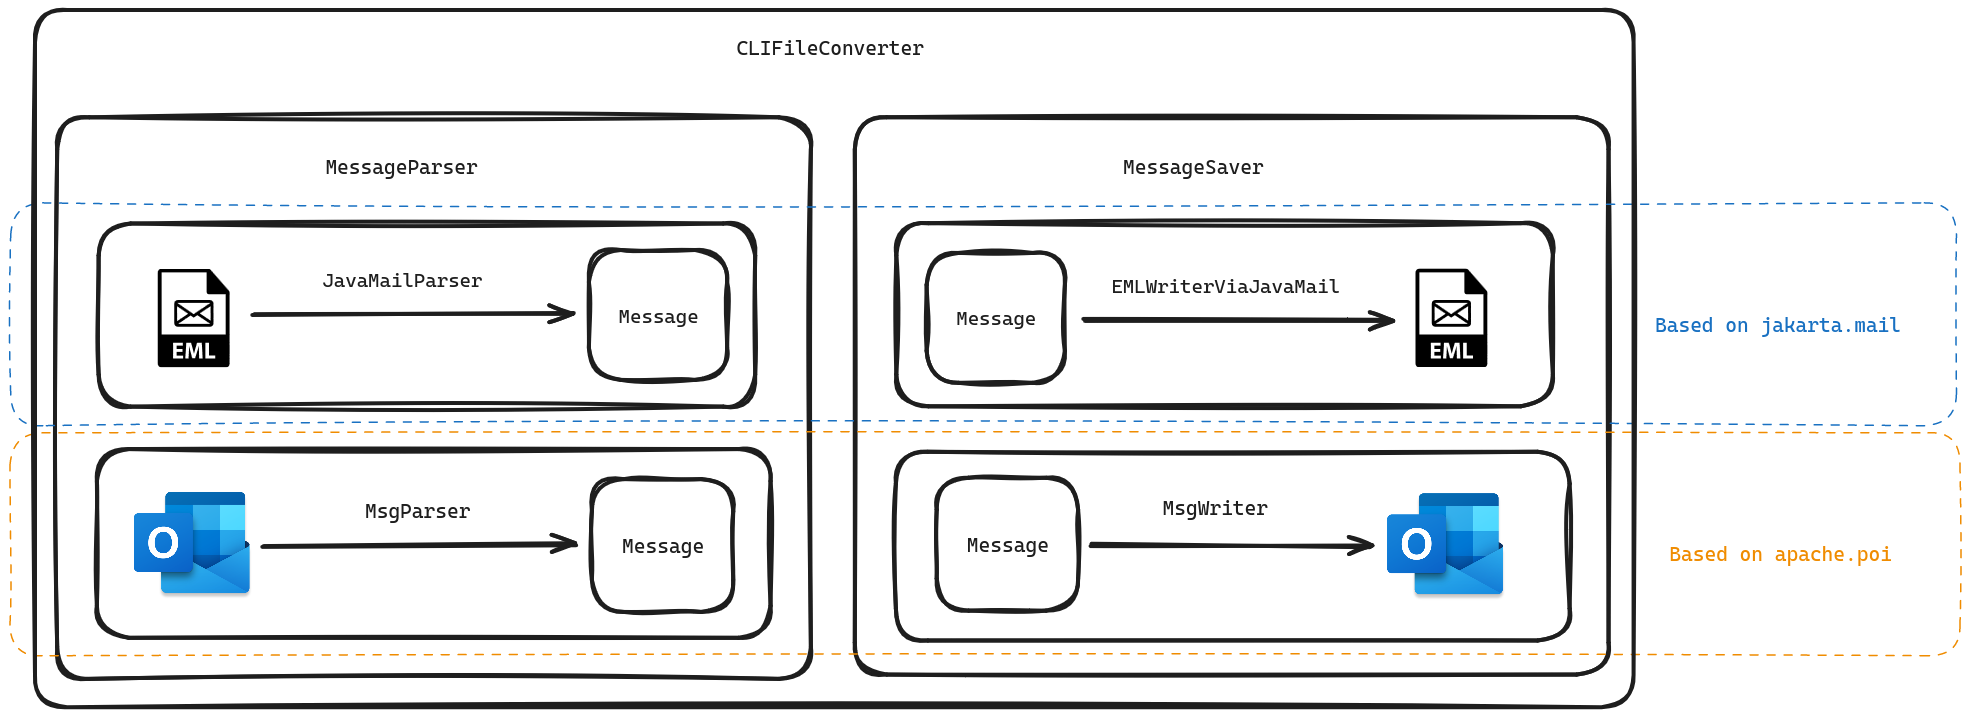 CLIFileConverter
MessageParser
MessageSaver
JavaMailParser
EML
Message
Message
EMLWriterViaJavaMail
EML
Based on jakarta.mail
MsgParser
O
Message
Message
MsgWriter
O
Based on apache.poi